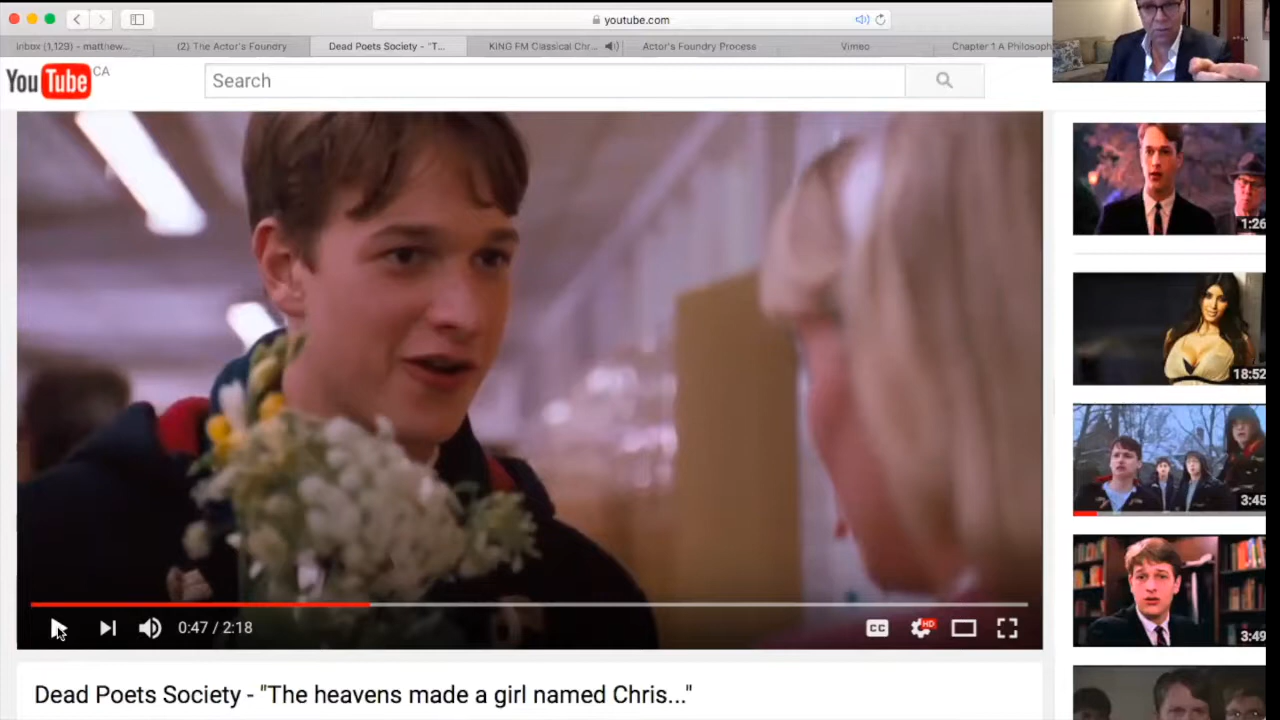 youtube.com
Inbox (1,129) - matthew...
(2) The Actor's Foundry
Dead Poets Society - "T...
KING FM Classical Chr...
Actor's Foundry Process
Vimeo
Chapter 1 A Philosoph
YouTube CA
Search
1:26
18:52
3:45
0:47 / 2:18
CC
HD
3:49
Dead Poets Society - "The heavens made a girl named Chris..."